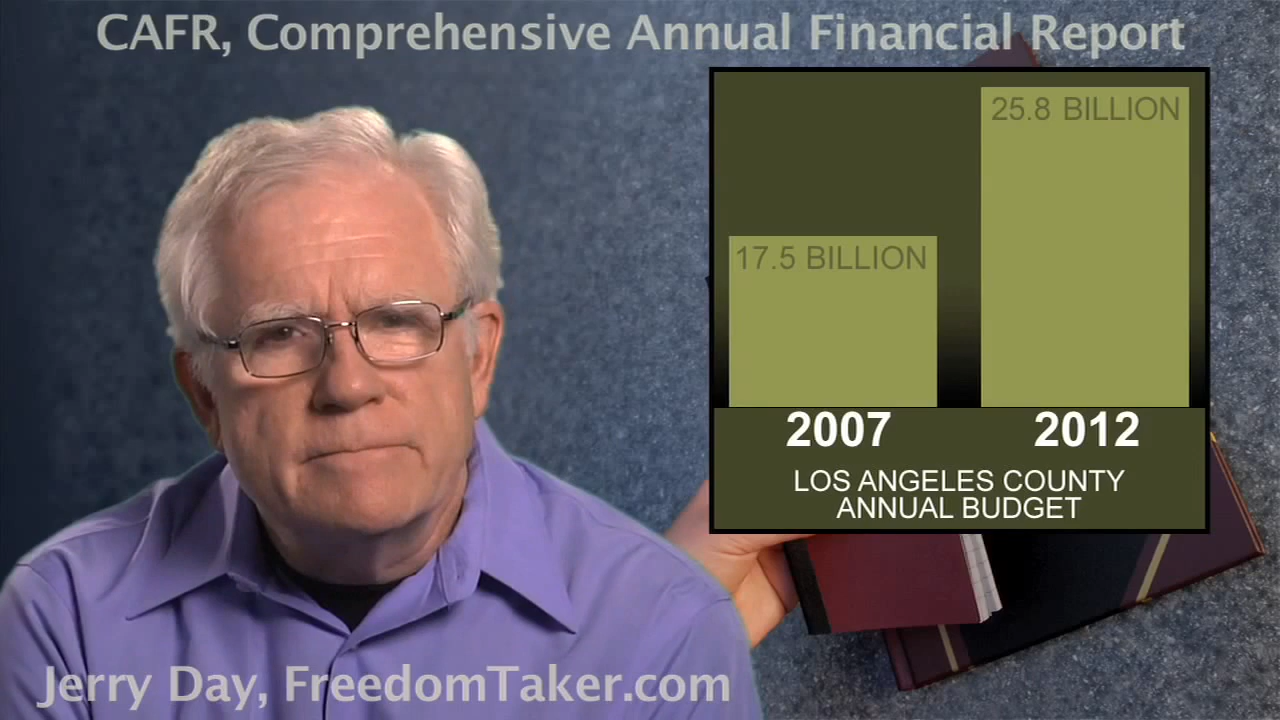 CAFR, Comprehensive Annual Financial Report
25.8 BILLION
17.5 BILLION
2007 2012
LOS ANGELES COUNTY
ANNUAL BUDGET
Jerry Day, FreedomTaker.com